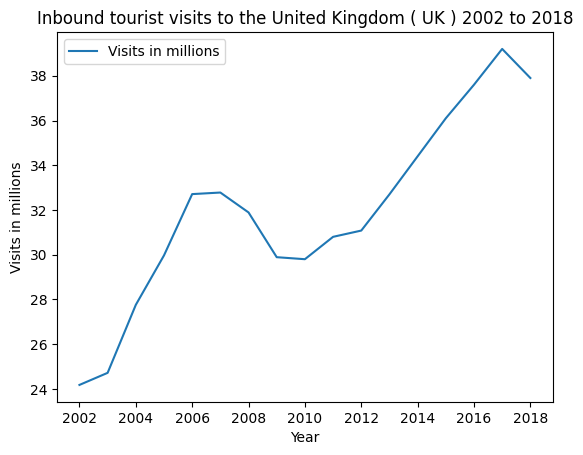 Inbound tourist visits to the United Kingdom ( UK ) 2002 to 2018
Visits in millions
38
36
34
32
30
28
26
24
Visits in millions
2002 2004 2006 2008 2010 2012 2014 2016 2018
Year